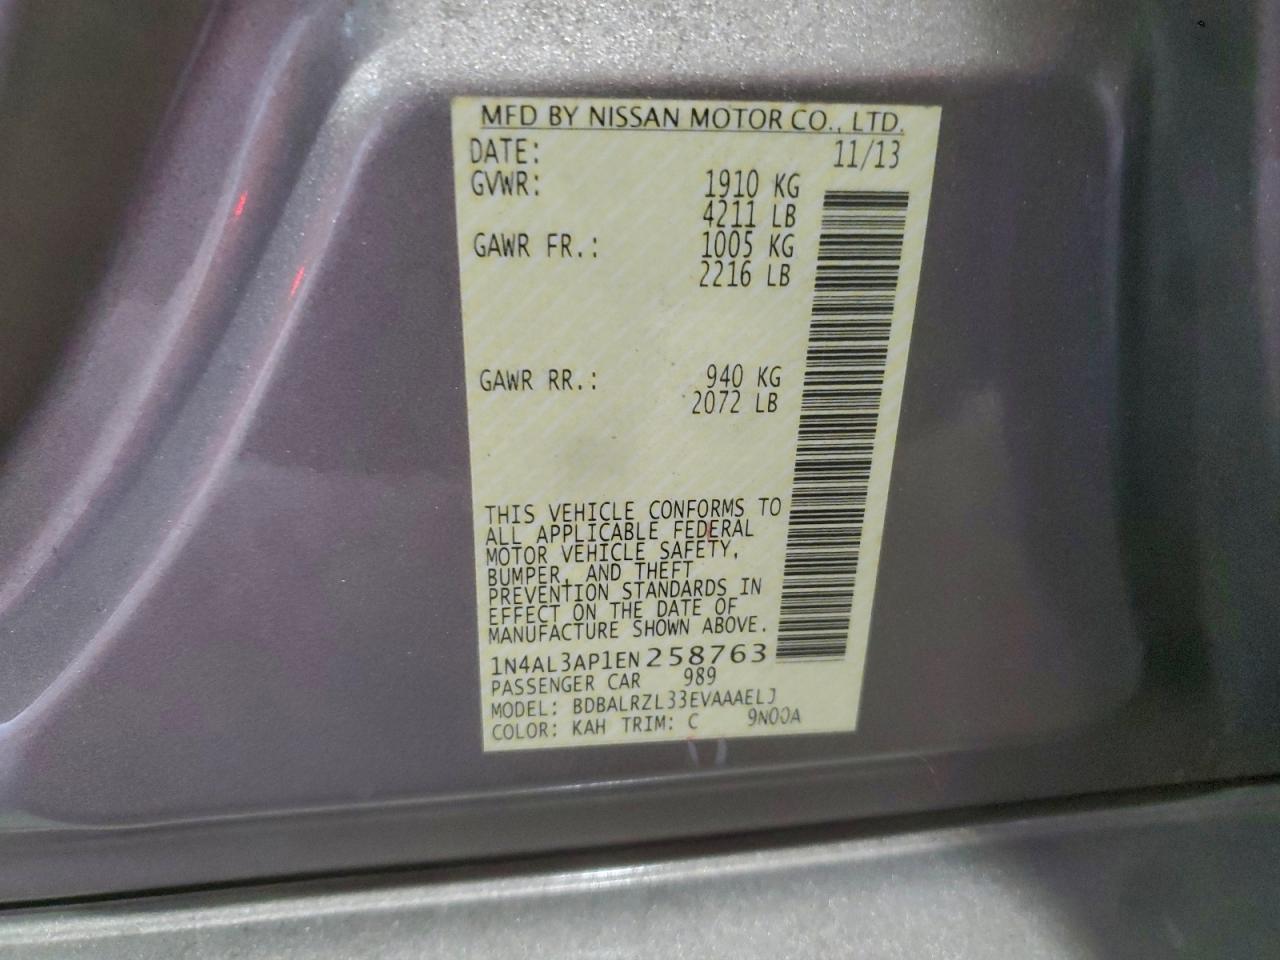 MFD BY NISSAN MOTOR CO., LTD.
DATE: 11/13
GVWR: 1910 KG
4211 LB
GAWR FR.: 1005 KG
2216 LB
GAWR RR.: 940 KG
2072 LB
THIS VEHICLE CONFORMS TO
ALL APPLICABLE FEDERAL
MOTOR VEHICLE SAFETY,
BUMPER, AND THEFT
PREVENTION STANDARDS IN
EFFECT ON THE DATE OF
MANUFACTURE SHOWN ABOVE.
1N4AL3AP1EN258763
PASSENGER CAR 989
MODEL: BDBALRZL33EVAAAELJ
COLOR: KAH TRIM: C 9N00A